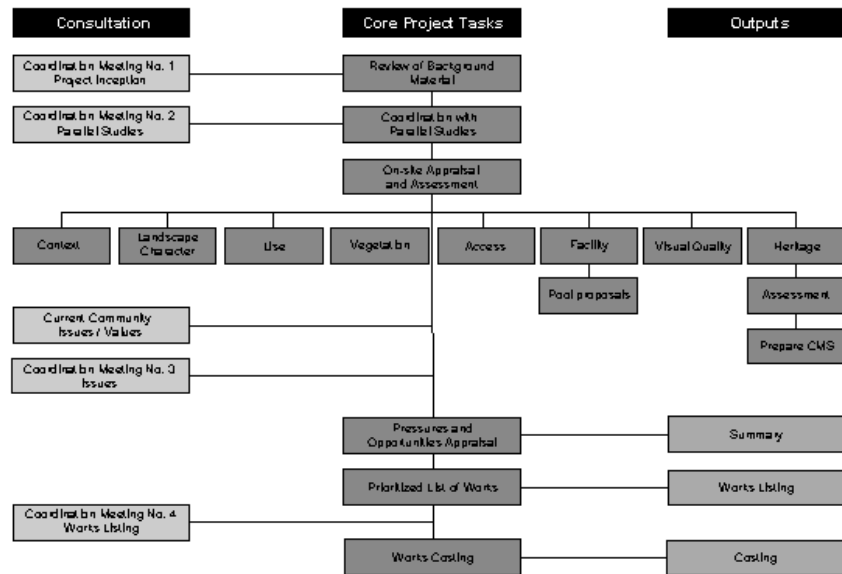 Consultation
Core Project Tasks
Outputs
Coordination Meeting No. 1
Project Inception
Review of Background
Material
Coordination Meeting No. 2
Parallel Studies
Coordination with
Parallel Studies
On-site Appraisal
and Assessment
Context
Landscape
Character
Use
Vegetation
Access
Facility
Visual Quality
Heritage
Pool proposals
Assessment
Current Community
Issues / Values
Prepare CMS
Coordination Meeting No. 3
Issues
Pressures and
Opportunities Appraisal
Summary
Prioritized List of Works
Works Listing
Coordination Meeting No. 4
Works Listing
Works Costing
Costing